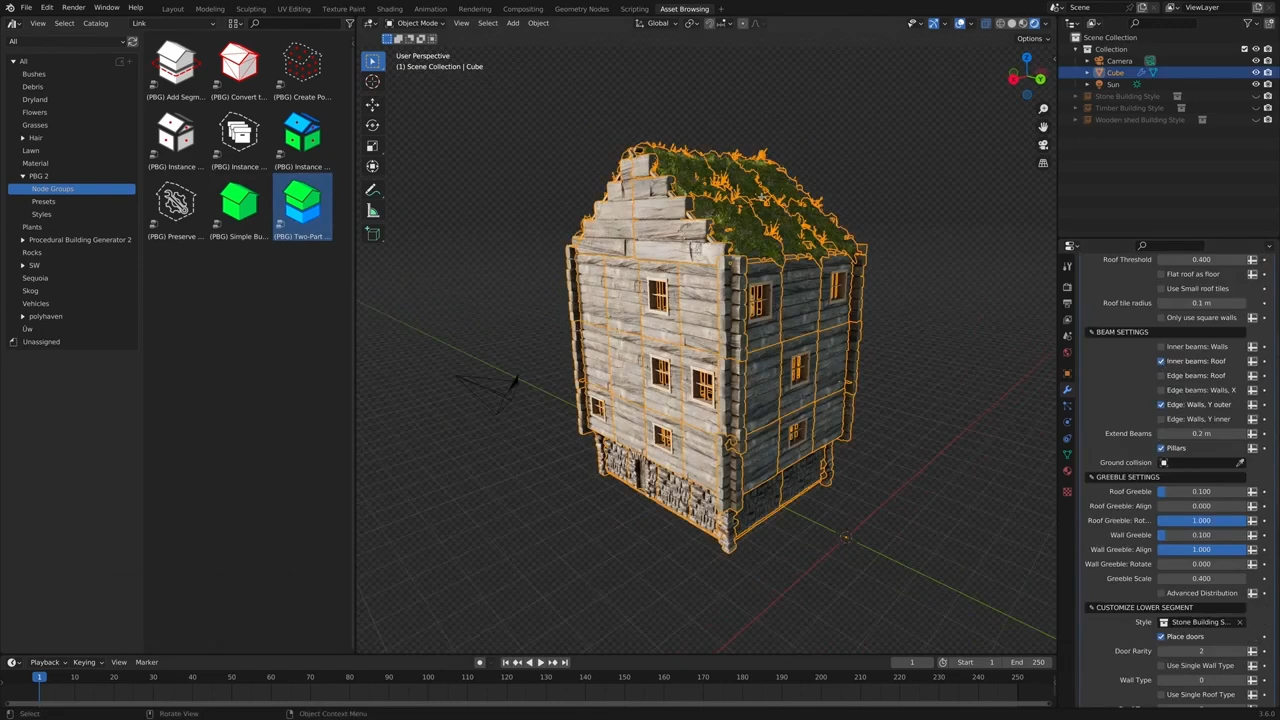 File Edit Render Window Help Layout Modeling Sculpting UV Editing Texture Paint Shading Animation Rendering Compositing Geometry Nodes Scripting Asset Browsing Scene ViewLayer
View Select Catalog Link Object Mode View Select Add Object Global
All
Options
All
Bushes
Debris
Dryland
Flowers
Grasses
Hair
Lawn
Material
PBG 2
Node Groups
Presets
Styles
Plants
Procedural Building Generator 2
Rocks
SW
Sequoia
Skog
Vehicles
polyhaven
Üw
Unassigned
(PBG) Add Segm... (PBG) Convert t... (PBG) Create Po...
(PBG) Instance ... (PBG) Instance ... (PBG) Instance ...
(PBG) Preserve ... (PBG) Simple Bu... (PBG) Two-Part ...
User Perspective
(1) Scene Collection | Cube
Scene Collection
Collection
Camera
Cube
Sun
Stone Building Style
Timber Building Style
Wooden shed Building Style
Roof Threshold 0.400
Flat roof as floor
Use Small roof tiles
Roof tile radius 0.1 m
Only use square walls
BEAM SETTINGS
Inner beams: Walls
Inner beams: Roof
Edge beams: Roof
Edge beams: Walls, X
Edge: Walls, Y outer
Edge: Walls, Y inner
Extend Beams 0.2 m
Pillars
Ground collision
GREEBLE SETTINGS
Roof Greeble 0.100
Roof Greeble: Align 0.000
Roof Greeble: Rot... 1.000
Wall Greeble 0.100
Wall Greeble: Align 1.000
Wall Greeble: Rotate 0.000
Greeble Scale 0.400
Advanced Distribution
CUSTOMIZE LOWER SEGMENT
Style Stone Building S...
Place doors
Door Rarity 2
Use Single Wall Type
Wall Type 0
Use Single Roof Type
Playback Keying View Marker 1 Start 1 End 250
1 10 20 30 40 50 60 70 80 90 100 110 120 130 140 150 160 170 180 190 200 210 220 230 240 250
Select Rotate View Object Context Menu 3.6.0